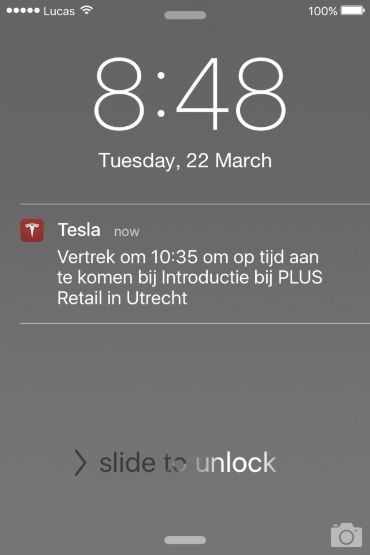 Lucas 100%
8:48
Tuesday, 22 March
Tesla now
Vertrek om 10:35 om op tijd aan
te komen bij Introductie bij PLUS
Retail in Utrecht
> slide to unlock